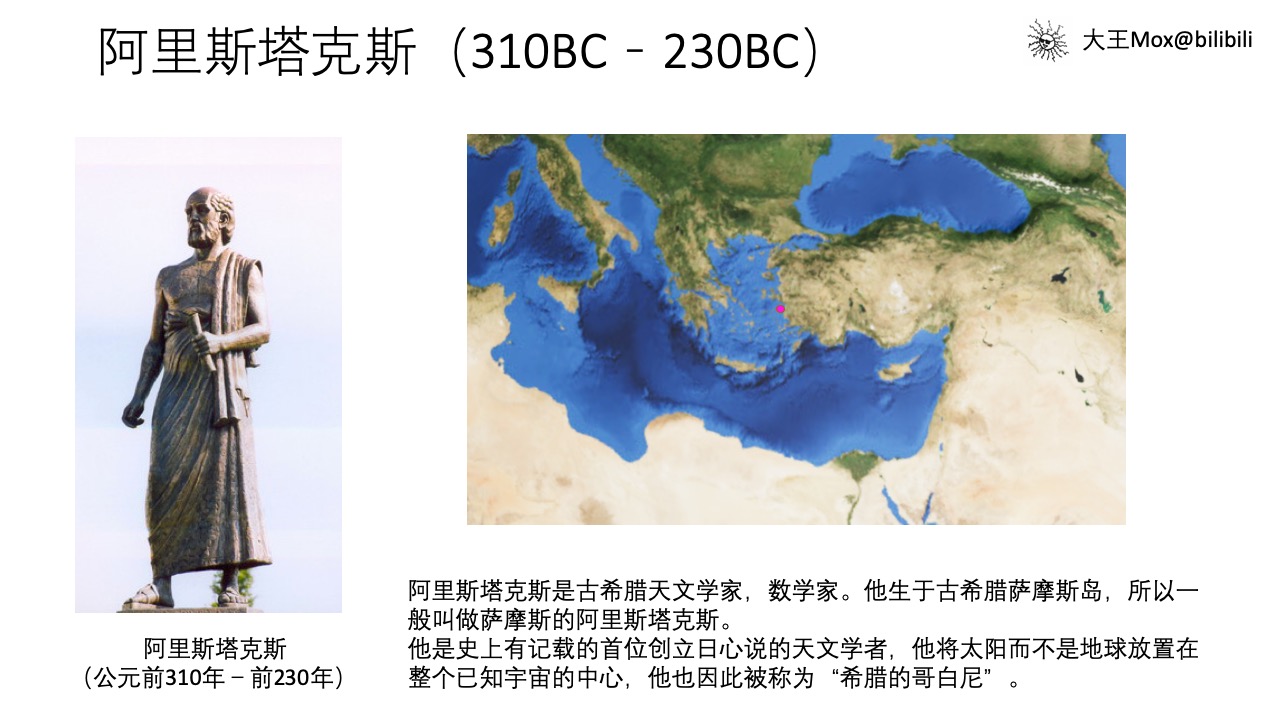 阿里斯塔克斯（310BC - 230BC）
大王Mox@bilibili
阿里斯塔克斯
（公元前310年 – 前230年）
阿里斯塔克斯是古希腊天文学家，数学家。他生于古希腊萨摩斯岛，所以一
般叫做萨摩斯的阿里斯塔克斯。
他是史上有记载的首位创立日心说的天文学者，他将太阳而不是地球放置在
整个已知宇宙的中心，他也因此被称为“希腊的哥白尼”。